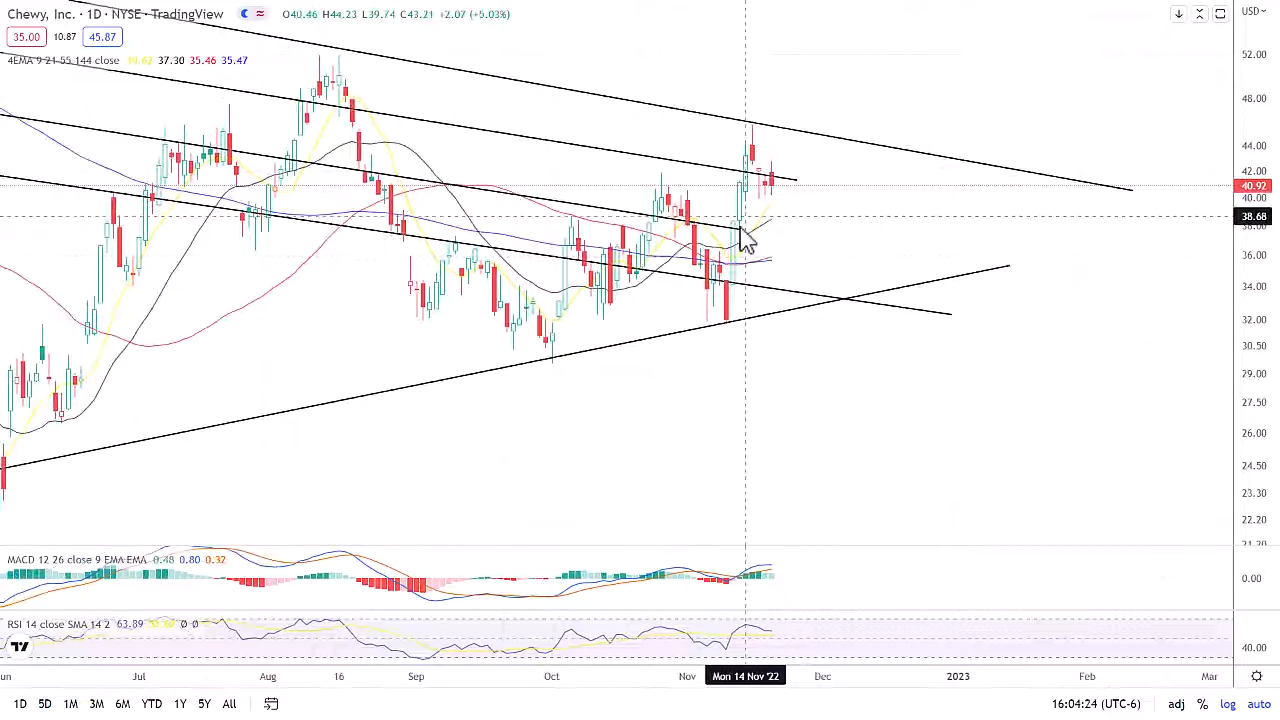 Chewy, Inc. · 1D · NYSE · TradingView O40.46 H44.23 L39.74 C43.21 +2.07 (+5.03%)
35.00 10.87 45.87
4EMA 9 21 55 144 close 37.30 35.46 35.47
USD
52.00
48.00
44.00
42.00
40.92
40.00
38.68
38.00
36.00
34.00
32.00
30.50
29.00
27.50
26.00
24.50
23.30
22.20
21.20
MACD 12 26 close 9 EMA EMA 0.48 0.80 0.32
0.00
RSI 14 close SMA 14 2 63.89 Ø Ø
40.00
Jul Aug 16 Sep Oct Nov Mon 14 Nov '22 Dec 2023 Feb Mar
1D 5D 1M 3M 6M YTD 1Y 5Y All 16:04:24 (UTC-6) adj % log auto